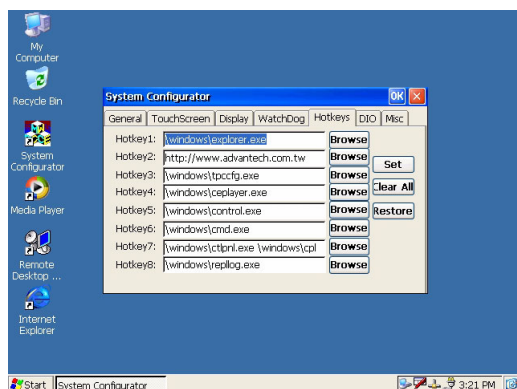 My
Computer
Recycle Bin
System
Configurator
Media Player
Remote
Desktop ...
Internet
Explorer
System Configurator
OK
General
TouchScreen
Display
WatchDog
Hotkeys
DIO
Misc
Hotkey1: \windows\explorer.exe Browse
Hotkey2: http://www.advantech.com.tw Browse
Hotkey3: \windows\tpccfg.exe Browse
Hotkey4: \windows\ceplayer.exe Browse
Hotkey5: \windows\control.exe Browse
Hotkey6: \windows\cmd.exe Browse
Hotkey7: \windows\ctlpnl.exe \windows\cpl Browse
Hotkey8: \windows\repllog.exe Browse
Set
Clear All
Restore
Start
System Configurator
3:21 PM